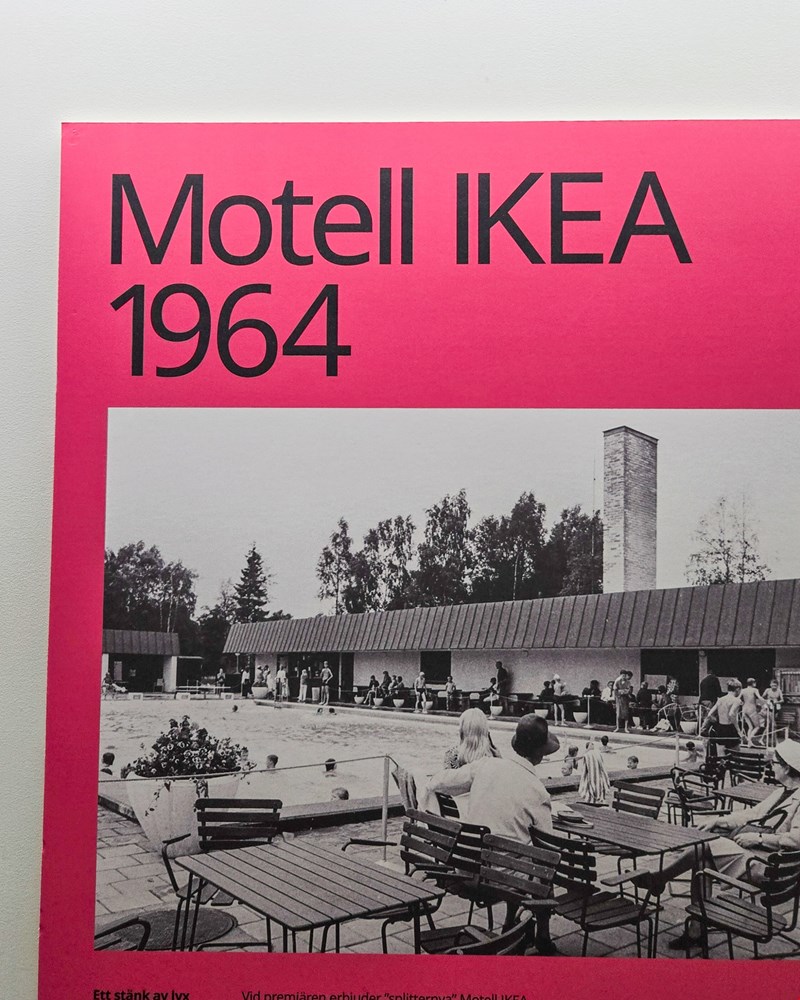 Motell IKEA
1964
Ett stänk av lyx
Vid premiären erbjuder "splitternya" Motell IKEA